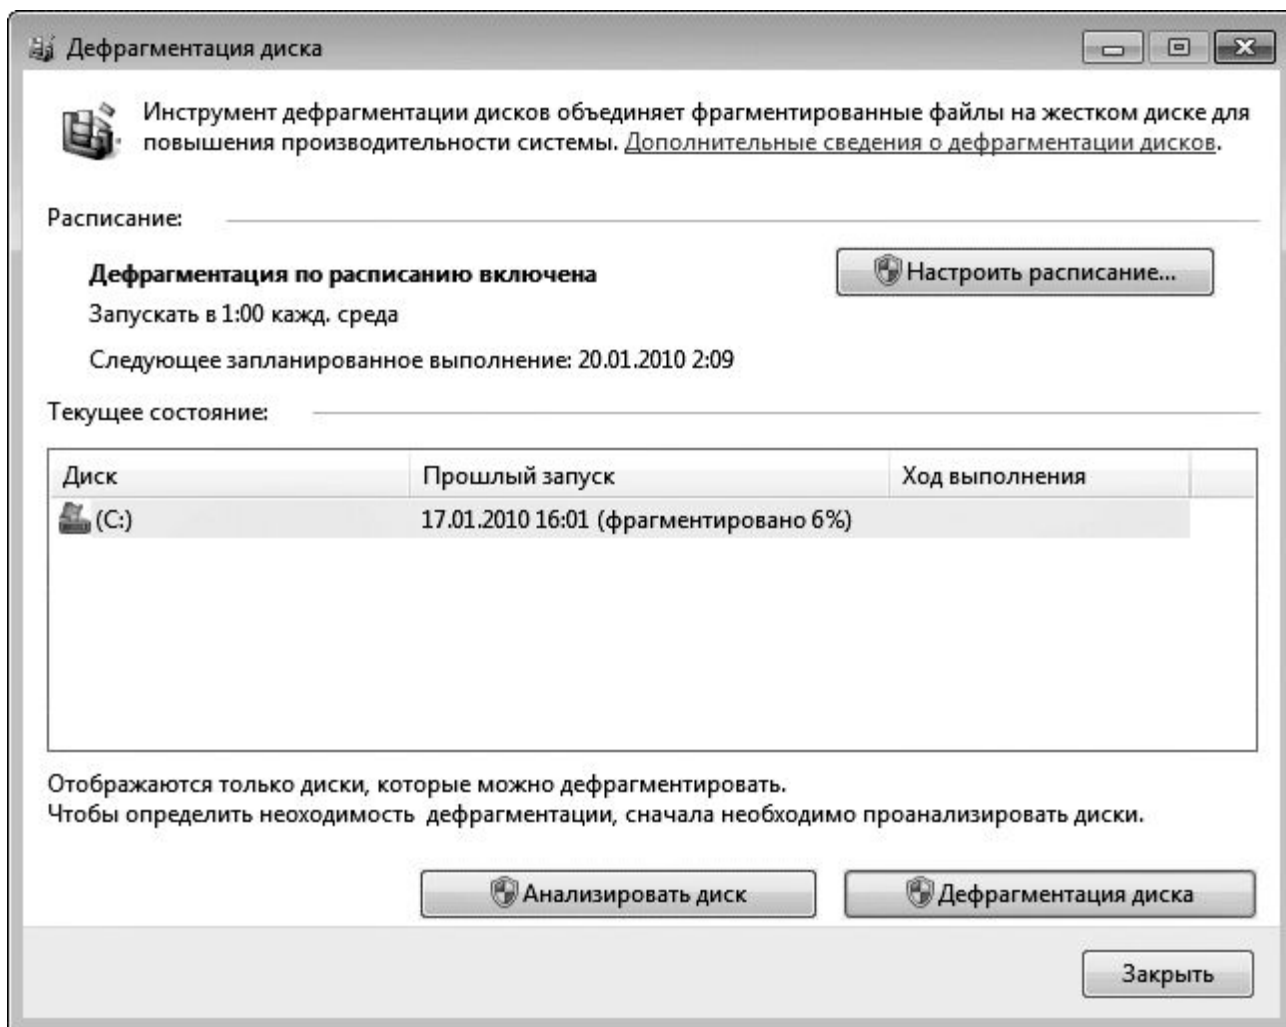 Дефрагментация диска
Инструмент дефрагментации дисков объединяет фрагментированные файлы на жестком диске для
повышения производительности системы. Дополнительные сведения о дефрагментации дисков.
Расписание:
Дефрагментация по расписанию включена
Настроить расписание...
Запускать в 1:00 кажд. среда
Следующее запланированное выполнение: 20.01.2010 2:09
Текущее состояние:
Диск Прошлый запуск Ход выполнения
(C:) 17.01.2010 16:01 (фрагментировано 6%)
Отображаются только диски, которые можно дефрагментировать.
Чтобы определить неоходимость дефрагментации, сначала необходимо проанализировать диски.
Анализировать диск Дефрагментация диска
Закрыть